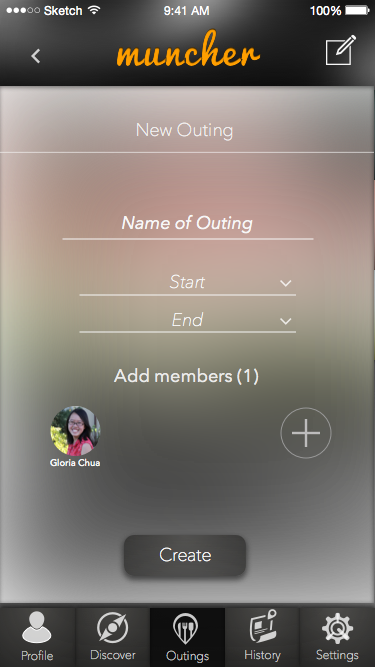 Sketch 9:41 AM 100%
muncher
New Outing
Name of Outing
Start
End
Add members (1)
Gloria Chua
Create
Profile Discover Outings History Settings